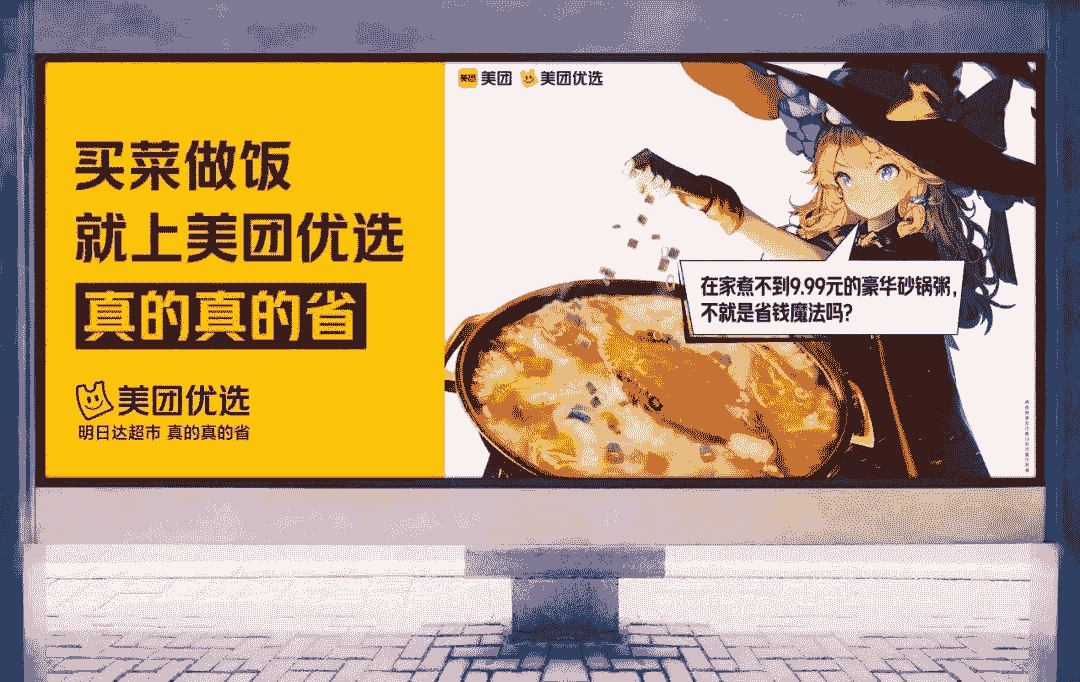 买菜做饭
就上美团优选
真的真的省
美团优选
明日达超市 真的真的省
美团 美团 美团优选
在家煮不到9.99元的豪华砂锅粥,
不就是省钱魔法吗?